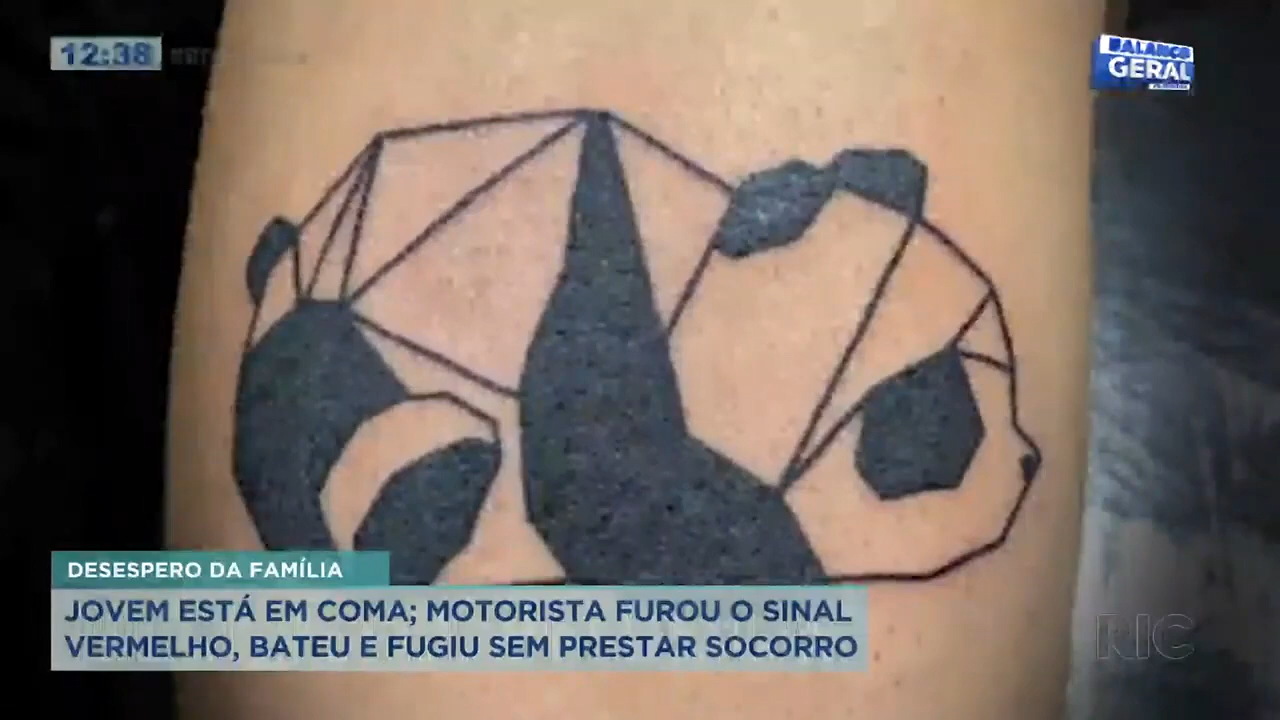 12:38
BALANÇO
GERAL
DESESPERO DA FAMÍLIA
JOVEM ESTÁ EM COMA; MOTORISTA FUROU O SINAL
VERMELHO, BATEU E FUGIU SEM PRESTAR SOCORRO
RIC